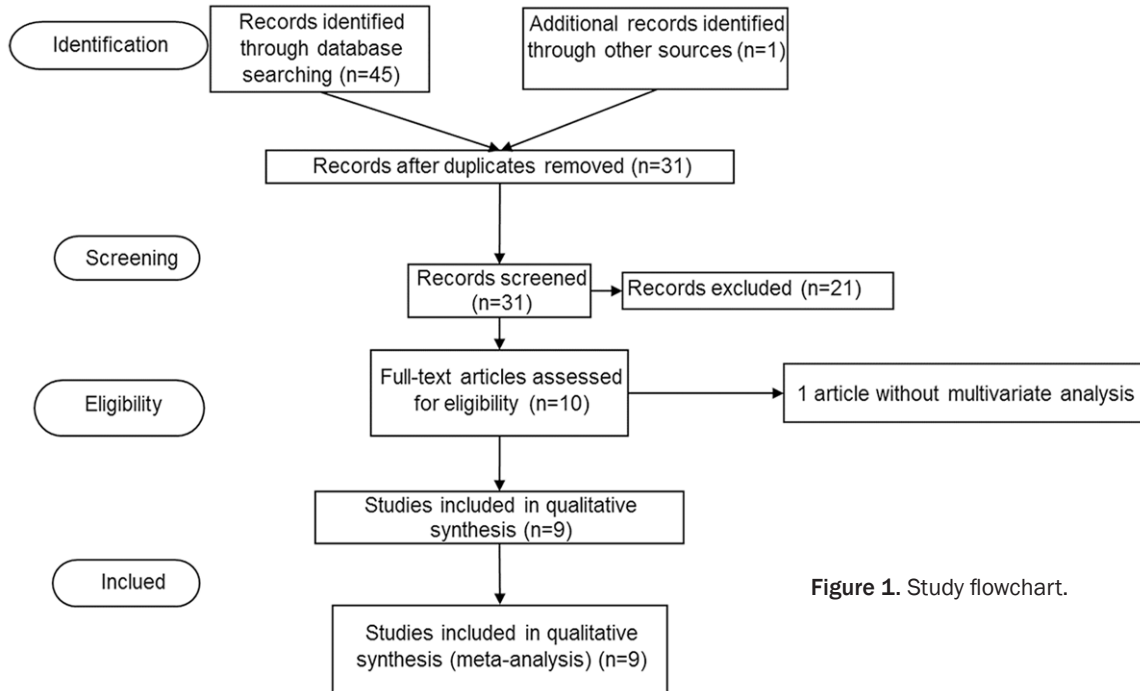 Identification
Records identified
through database
searching (n=45)
Additional records identified
through other sources (n=1)
Records after duplicates removed (n=31)
Screening
Records screened
(n=31)
Records excluded (n=21)
Eligibility
Full-text articles assessed
for eligibility (n=10)
1 article without multivariate analysis
Studies included in qualitative
synthesis (n=9)
Inclued
Studies included in qualitative
synthesis (meta-analysis) (n=9)
Figure 1. Study flowchart.